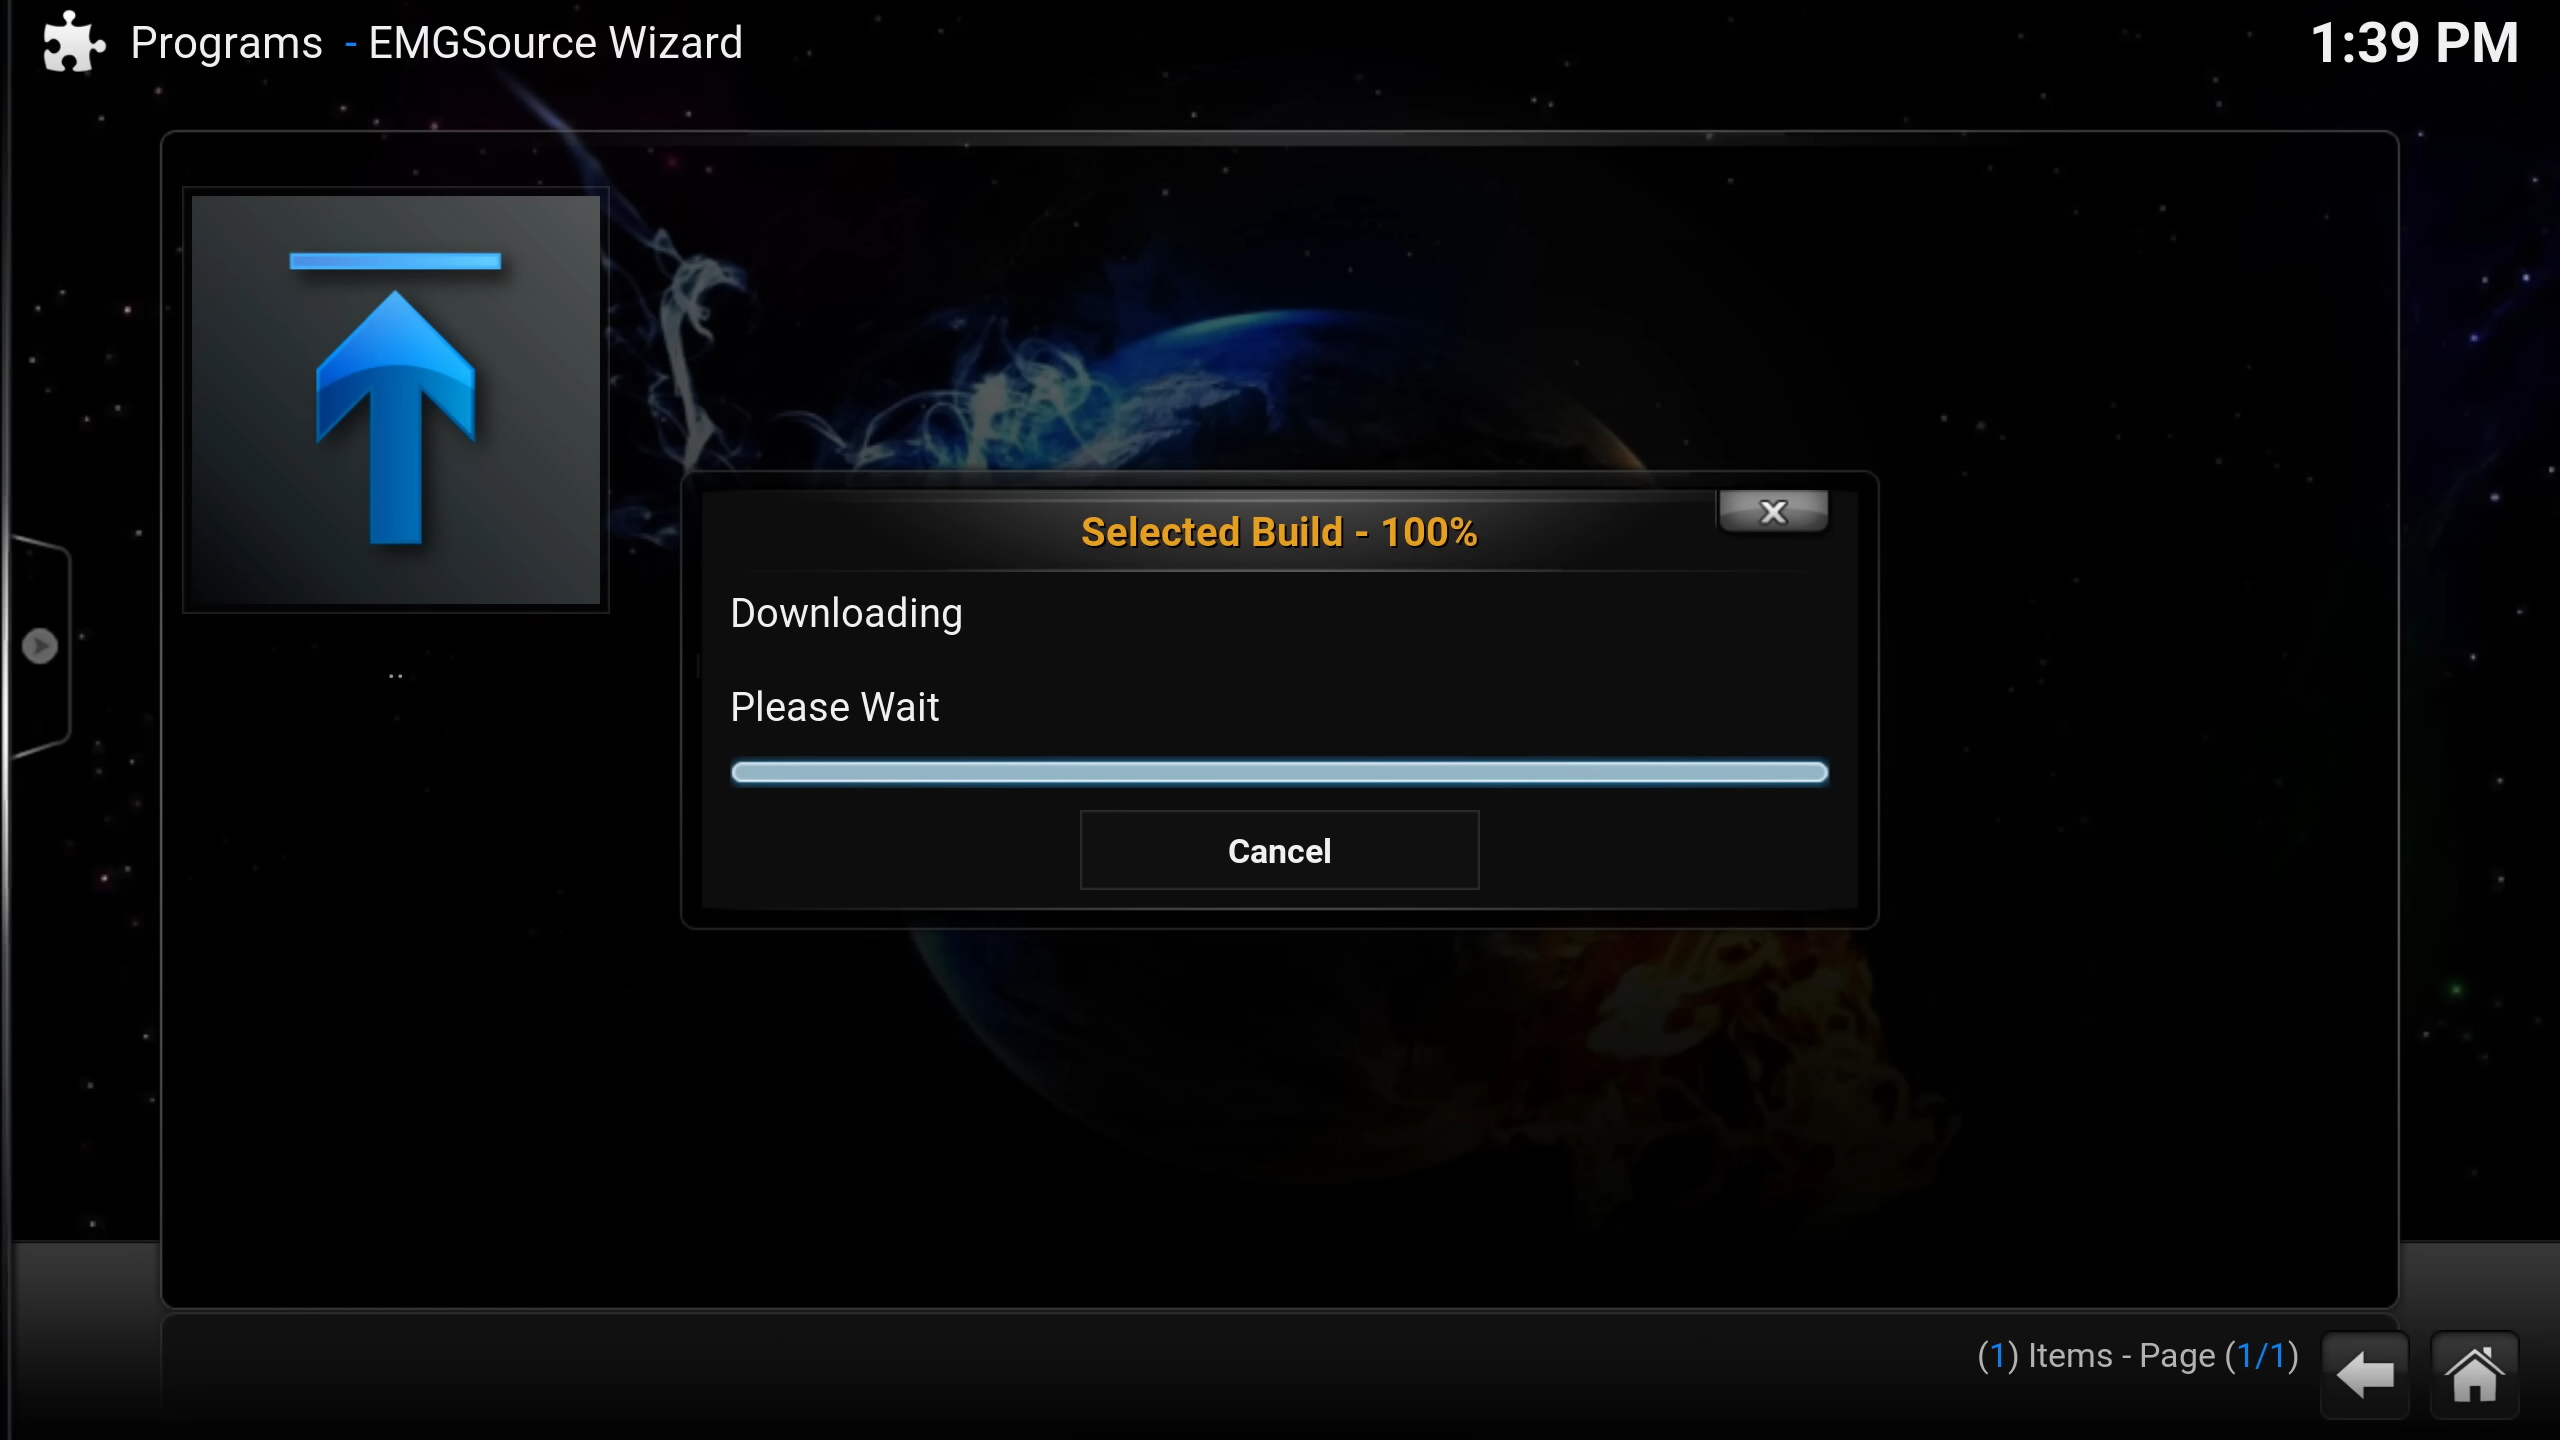 Programs - EMGSource Wizard
1:39 PM
Selected Build - 100%
Downloading
Please Wait
Cancel
..
(1) Items - Page (1/1)